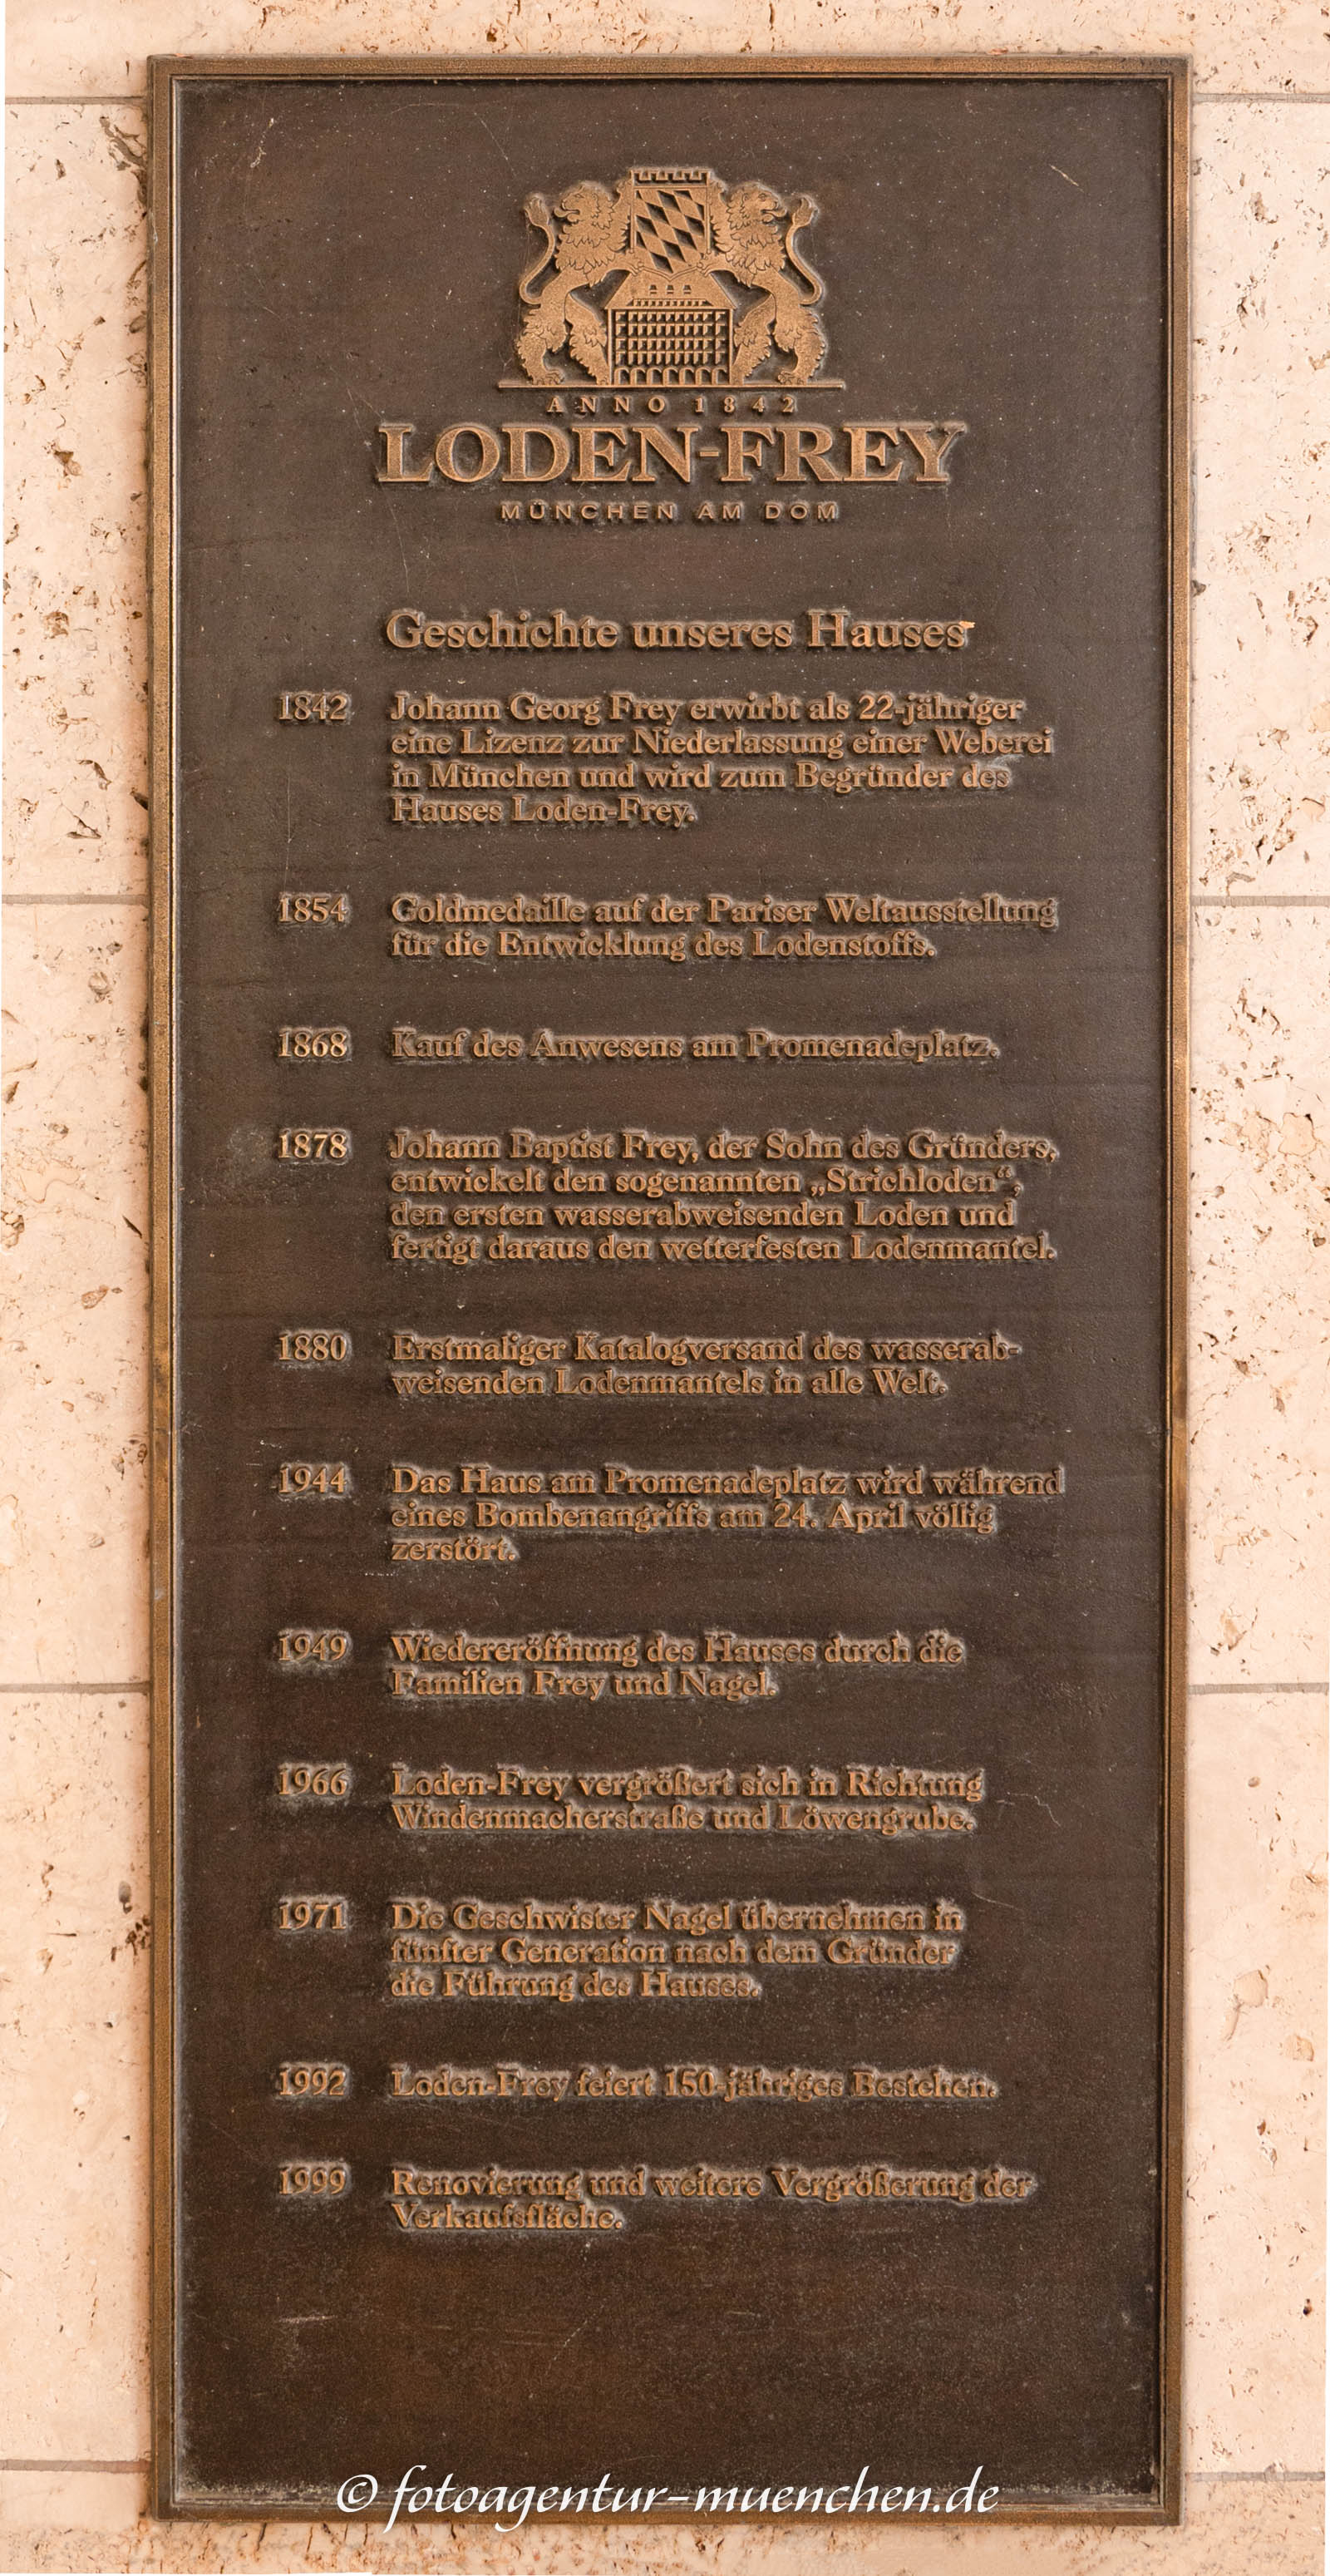 ANNO 1842
LODEN-FREY
MÜNCHEN AM DOM
Geschichte unseres Hauses
1842 Johann Georg Frey erwirbt als 22-jähriger
eine Lizenz zur Niederlassung einer Weberei
in München und wird zum Begründer des
Hauses Loden-Frey.
1854 Goldmedaille auf der Pariser Weltausstellung
für die Entwicklung des Lodenstoffs.
1868 Kauf des Anwesens am Promenadeplatz.
1878 Johann Baptist Frey, der Sohn des Gründers,
entwickelt den sogenannten „Strichloden“,
den ersten wasserabweisenden Loden und
fertigt daraus den wetterfesten Lodenmantel.
1880 Erstmaliger Katalogversand des wasserab-
weisenden Lodenmantels in alle Welt.
1944 Das Haus am Promenadeplatz wird während
eines Bombenangriffs am 24. April völlig
zerstört.
1949 Wiedereröffnung des Hauses durch die
Familien Frey und Nagel.
1966 Loden-Frey vergrößert sich in Richtung
Windenmacherstraße und Löwengrube.
1971 Die Geschwister Nagel übernehmen in
fünfter Generation nach dem Gründer
die Führung des Hauses.
1992 Loden-Frey feiert 150-jähriges Bestehen.
1999 Renovierung und weitere Vergrößerung der
Verkaufsfläche.
© fotoagentur-muenchen.de